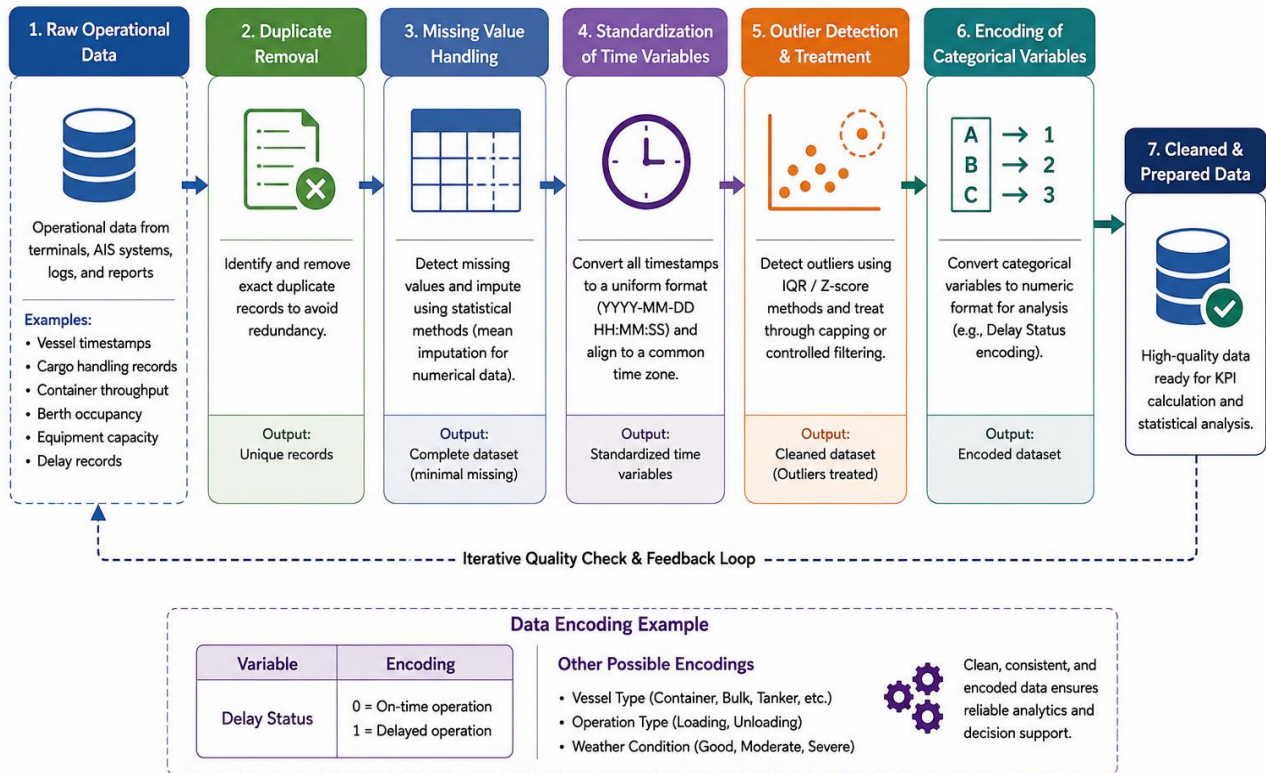 1. Raw Operational
Data
Operational data from
terminals, AIS systems,
logs, and reports
Examples:
• Vessel timestamps
• Cargo handling records
• Container throughput
• Berth occupancy
• Equipment capacity
• Delay records
2. Duplicate
Removal
Identify and remove
exact duplicate
records to avoid
redundancy.
Output:
Unique records
3. Missing Value
Handling
Detect missing
values and impute
using statistical
methods (mean
imputation for
numerical data).
Output:
Complete dataset
(minimal missing)
4. Standardization
of Time Variables
Convert all timestamps
to a uniform format
(YYYY-MM-DD
HH:MM:SS) and
align to a common
time zone.
Output:
Standardized time
variables
5. Outlier Detection
& Treatment
Detect outliers using
IQR / Z-score
methods and treat
through capping or
controlled filtering.
Output:
Cleaned dataset
(Outliers treated)
6. Encoding of
Categorical Variables
A → 1
B → 2
C → 3
Convert categorical
variables to numeric
format for analysis
(e.g., Delay Status
encoding).
Output:
Encoded dataset
7. Cleaned &
Prepared Data
High-quality data
ready for KPI
calculation and
statistical analysis.
Iterative Quality Check & Feedback Loop
Data Encoding Example
Variable Encoding
Delay Status
0 = On-time operation
1 = Delayed operation
Other Possible Encodings
• Vessel Type (Container, Bulk, Tanker, etc.)
• Operation Type (Loading, Unloading)
• Weather Condition (Good, Moderate, Severe)
Clean, consistent, and
encoded data ensures
reliable analytics and
decision support.